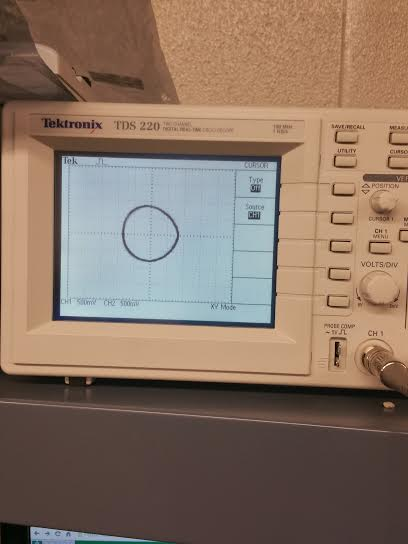 Tektronix TDS 220 TWO CHANNEL DIGITAL REAL-TIME OSCILLOSCOPE
100 MHz
1 GS/s
SAVE/RECALL
UTILITY
Tek
CURSOR
Type
Off
Source
CH1
CH1 500mV CH2 500mV
XY Mode
POSITION
CURSOR 1
CH 1
MENU
VOLTS/DIV
PROBE COMP
~5V
CH 1